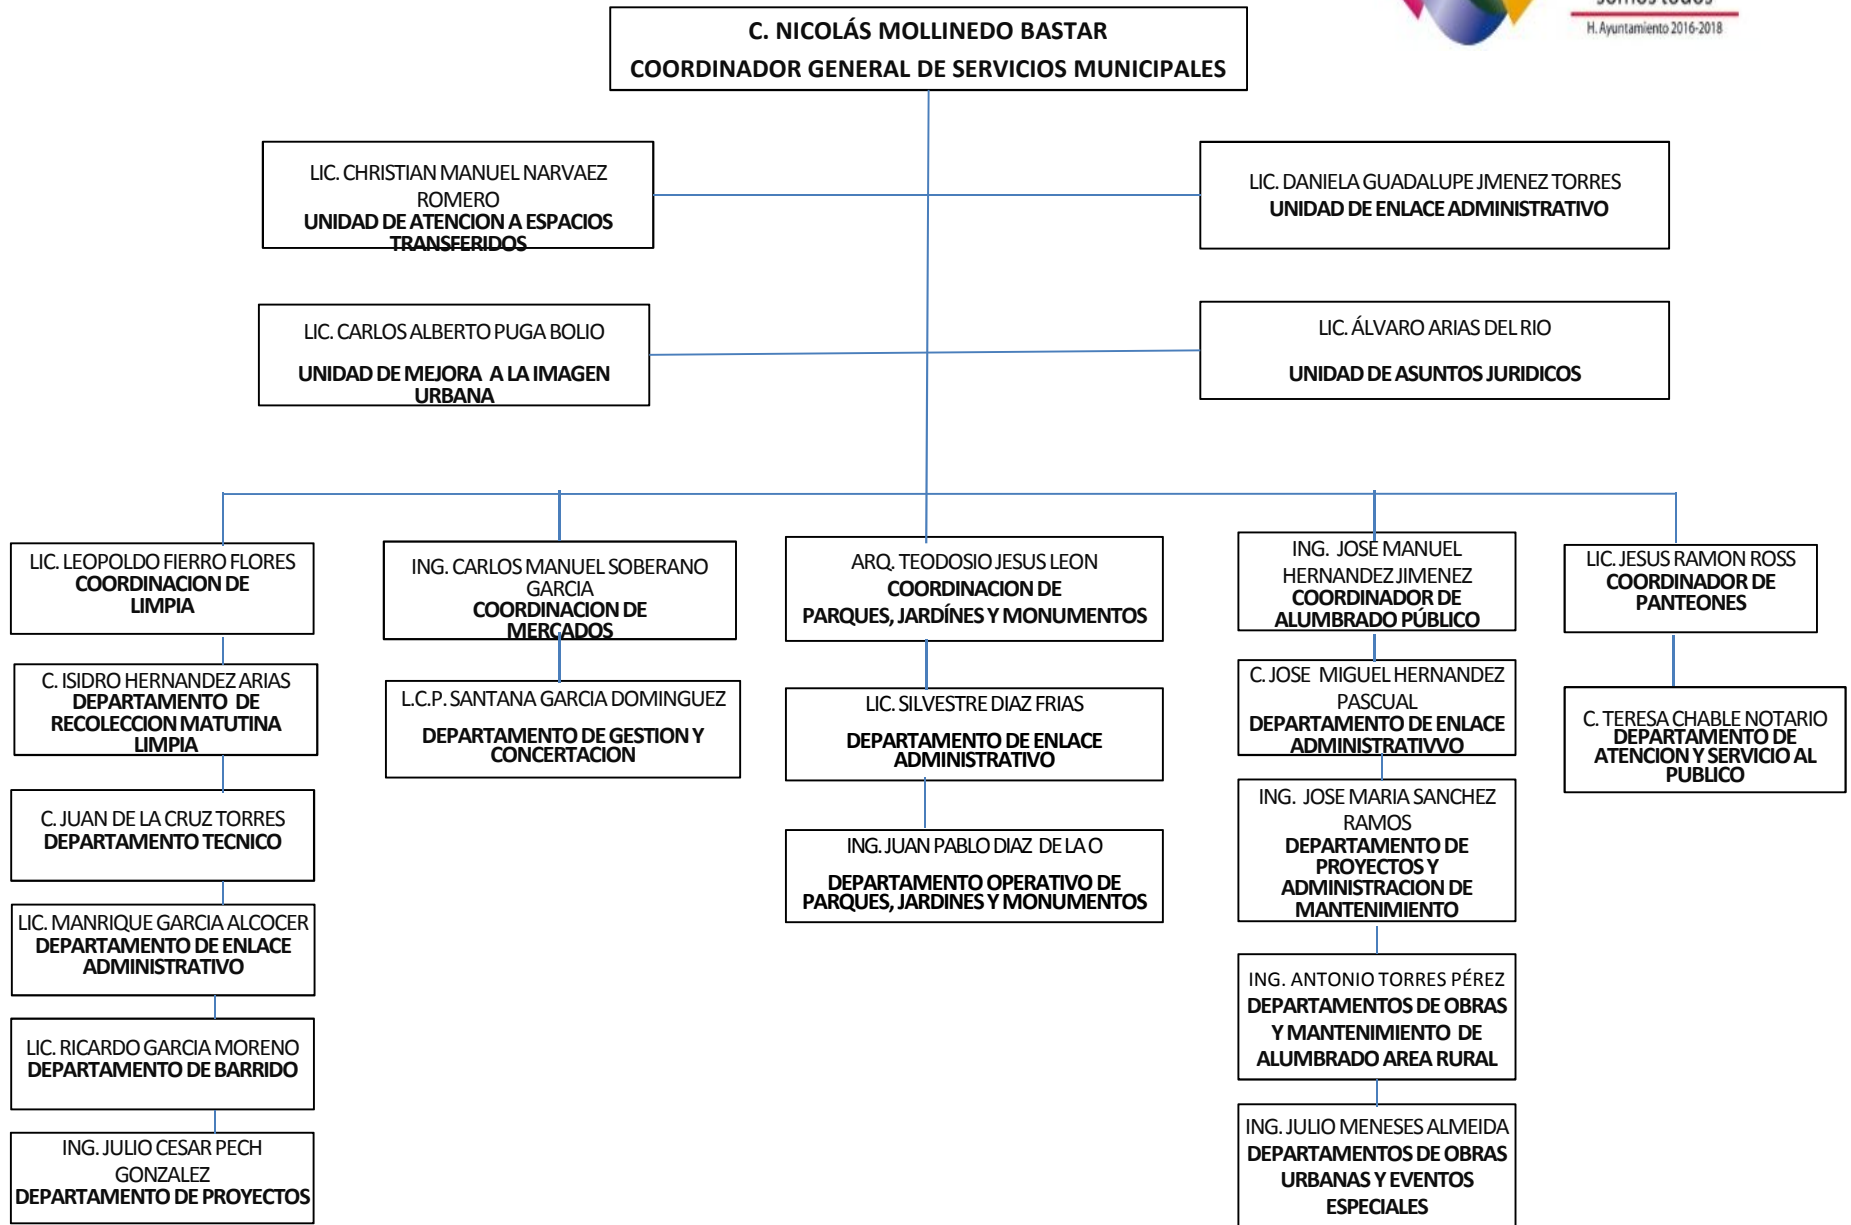 somos todos
H. Ayuntamiento 2016-2018
C. NICOLÁS MOLLINEDO BASTAR
COORDINADOR GENERAL DE SERVICIOS MUNICIPALES
LIC. CHRISTIAN MANUEL NARVAEZ
ROMERO
UNIDAD DE ATENCION A ESPACIOS
TRANSFERIDOS
LIC. DANIELA GUADALUPE JMENEZ TORRES
UNIDAD DE ENLACE ADMINISTRATIVO
LIC. CARLOS ALBERTO PUGA BOLIO
UNIDAD DE MEJORA A LA IMAGEN
URBANA
LIC. ÁLVARO ARIAS DEL RIO
UNIDAD DE ASUNTOS JURIDICOS
LIC. LEOPOLDO FIERRO FLORES
COORDINACION DE
LIMPIA
C. ISIDRO HERNANDEZ ARIAS
DEPARTAMENTO DE
RECOLECCION MATUTINA
LIMPIA
C. JUAN DE LA CRUZ TORRES
DEPARTAMENTO TECNICO
LIC. MANRIQUE GARCIA ALCOCER
DEPARTAMENTO DE ENLACE
ADMINISTRATIVO
LIC. RICARDO GARCIA MORENO
DEPARTAMENTO DE BARRIDO
ING. JULIO CESAR PECH
GONZALEZ
DEPARTAMENTO DE PROYECTOS
ING. CARLOS MANUEL SOBERANO
GARCIA
COORDINACION DE
MERCADOS
L.C.P. SANTANA GARCIA DOMINGUEZ
DEPARTAMENTO DE GESTION Y
CONCERTACION
ARQ. TEODOSIO JESUS LEON
COORDINACION DE
PARQUES, JARDÍNES Y MONUMENTOS
LIC. SILVESTRE DIAZ FRIAS
DEPARTAMENTO DE ENLACE
ADMINISTRATIVO
ING. JUAN PABLO DIAZ DE LA O
DEPARTAMENTO OPERATIVO DE
PARQUES, JARDINES Y MONUMENTOS
ING. JOSE MANUEL
HERNANDEZ JIMENEZ
COORDINADOR DE
ALUMBRADO PÚBLICO
C. JOSE MIGUEL HERNANDEZ
PASCUAL
DEPARTAMENTO DE ENLACE
ADMINISTRATIVVO
ING. JOSE MARIA SANCHEZ
RAMOS
DEPARTAMENTO DE
PROYECTOS Y
ADMINISTRACION DE
MANTENIMIENTO
ING. ANTONIO TORRES PÉREZ
DEPARTAMENTOS DE OBRAS
Y MANTENIMIENTO DE
ALUMBRADO AREA RURAL
ING. JULIO MENESES ALMEIDA
DEPARTAMENTOS DE OBRAS
URBANAS Y EVENTOS
ESPECIALES
LIC. JESUS RAMON ROSS
COORDINADOR DE
PANTEONES
C. TERESA CHABLE NOTARIO
DEPARTAMENTO DE
ATENCION Y SERVICIO AL
PUBLICO